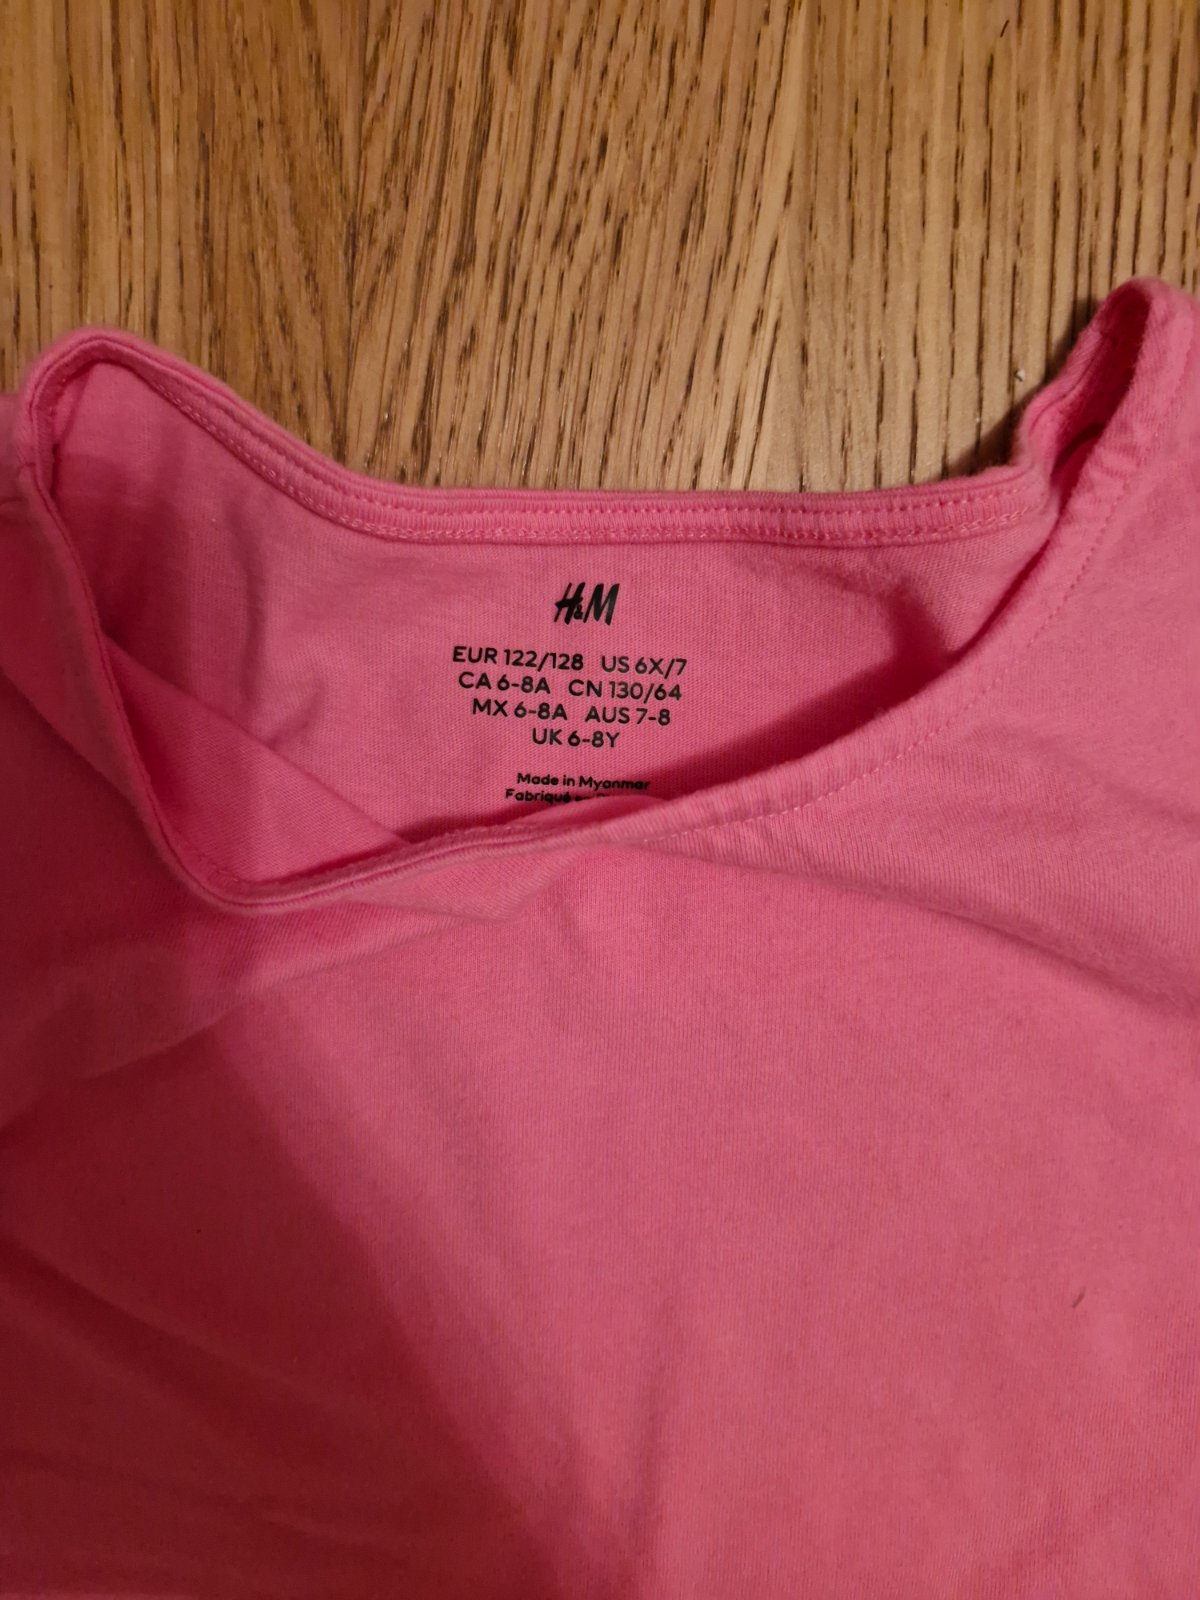 H&M
EUR 122/128 US 6X/7
CA 6-8A CN 130/64
MX 6-8A AUS 7-8
UK 6-8Y
Made in Myanmar
Fabriqué